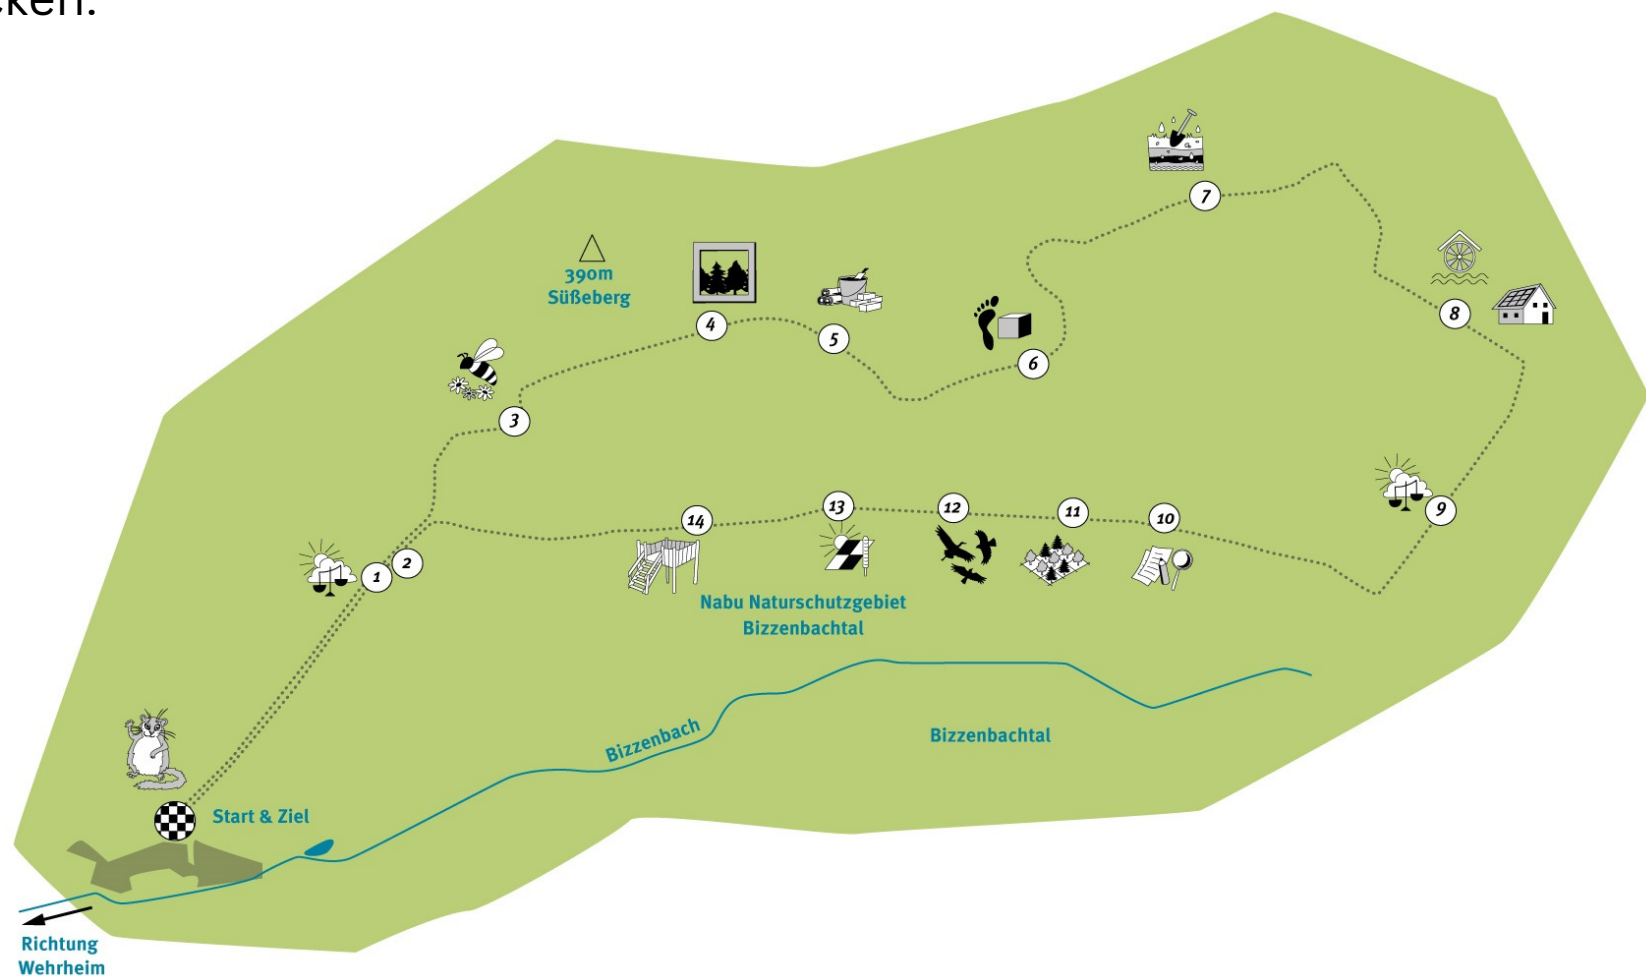 cken.
7
390m
Süßeberg
4
5
8
6
3
9
14
13
12
11
10
1
2
Nabu Naturschutzgebiet
Bizzenbachtal
Bizzenbach
Bizzenbachtal
Start & Ziel
Richtung
Wehrheim